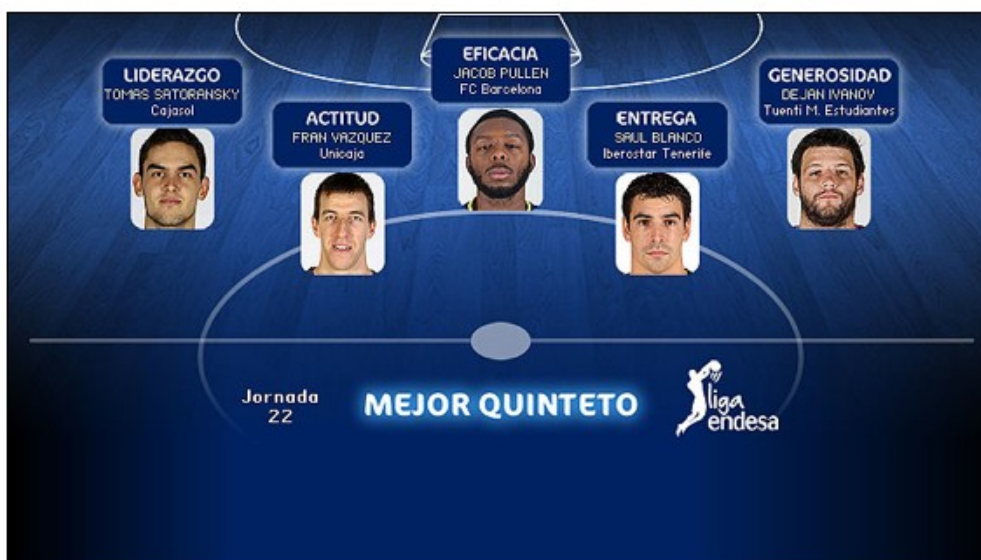 LIDERAZGO
TOMAS SATORANSKY
Cajasol
ACTITUD
FRAN VAZQUEZ
Unicaja
EFICACIA
JACOB PULLEN
FC Barcelona
ENTREGA
SAUL BLANCO
Iberostar Tenerife
GENEROSIDAD
DEJAN IVANOV
Tuenti M. Estudiantes
Jornada
22
MEJOR QUINTETO
liga
endesa